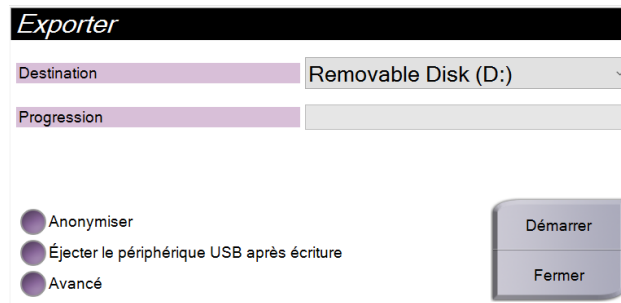 Exporter
Destination
Removable Disk (D:)
Progression
Anonymiser
Démarrer
Éjecter le périphérique USB après écriture
Fermer
Avancé